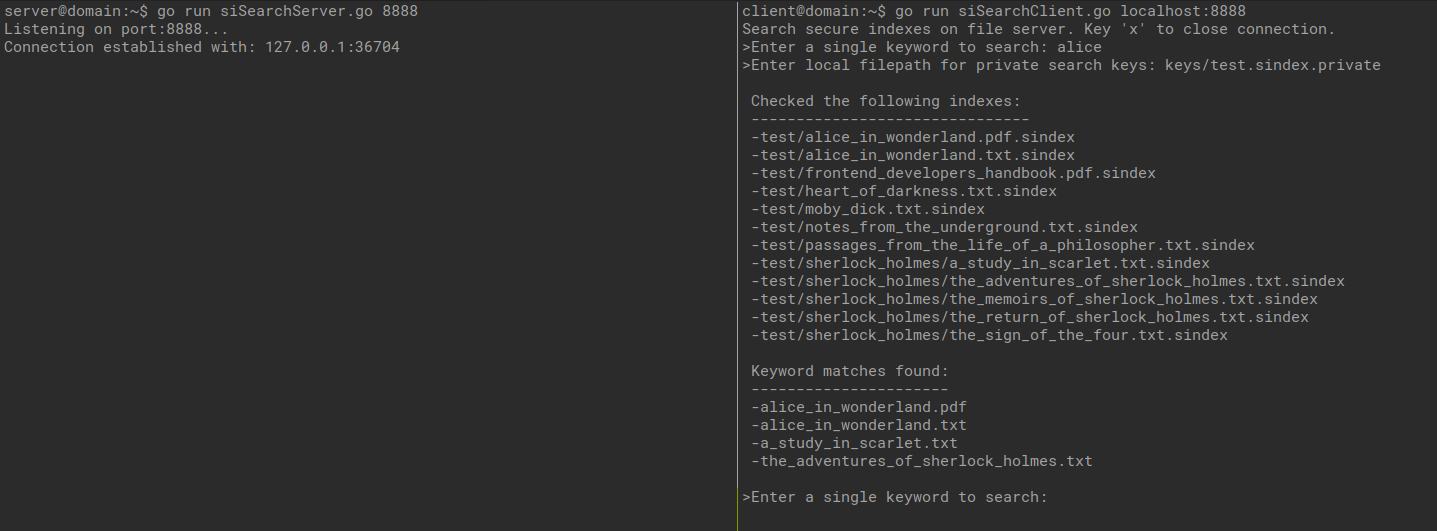 server@domain:~$ go run siSearchServer.go 8888
Listening on port:8888...
Connection established with: 127.0.0.1:36704
client@domain:~$ go run siSearchClient.go localhost:8888
Search secure indexes on file server. Key 'x' to close connection.
>Enter a single keyword to search: alice
>Enter local filepath for private search keys: keys/test.sindex.private
Checked the following indexes:
-------------------------------
-test/alice_in_wonderland.pdf.sindex
-test/alice_in_wonderland.txt.sindex
-test/frontend_developers_handbook.pdf.sindex
-test/heart_of_darkness.txt.sindex
-test/moby_dick.txt.sindex
-test/notes_from_the_underground.txt.sindex
-test/passages_from_the_life_of_a_philosopher.txt.sindex
-test/sherlock_holmes/a_study_in_scarlet.txt.sindex
-test/sherlock_holmes/the_adventures_of_sherlock_holmes.txt.sindex
-test/sherlock_holmes/the_memoirs_of_sherlock_holmes.txt.sindex
-test/sherlock_holmes/the_return_of_sherlock_holmes.txt.sindex
-test/sherlock_holmes/the_sign_of_the_four.txt.sindex
Keyword matches found:
----------------------
-alice_in_wonderland.pdf
-alice_in_wonderland.txt
-a_study_in_scarlet.txt
-the_adventures_of_sherlock_holmes.txt
>Enter a single keyword to search: